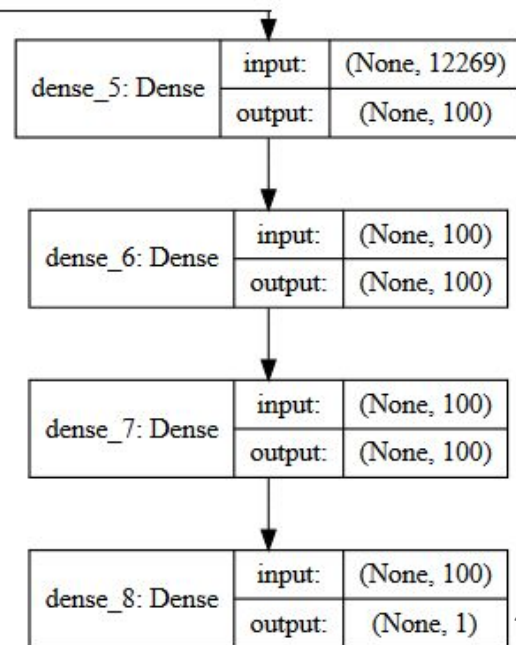 dense_5: Dense
input: (None, 12269)
output: (None, 100)
dense_6: Dense
input: (None, 100)
output: (None, 100)
dense_7: Dense
input: (None, 100)
output: (None, 100)
dense_8: Dense
input: (None, 100)
output: (None, 1)